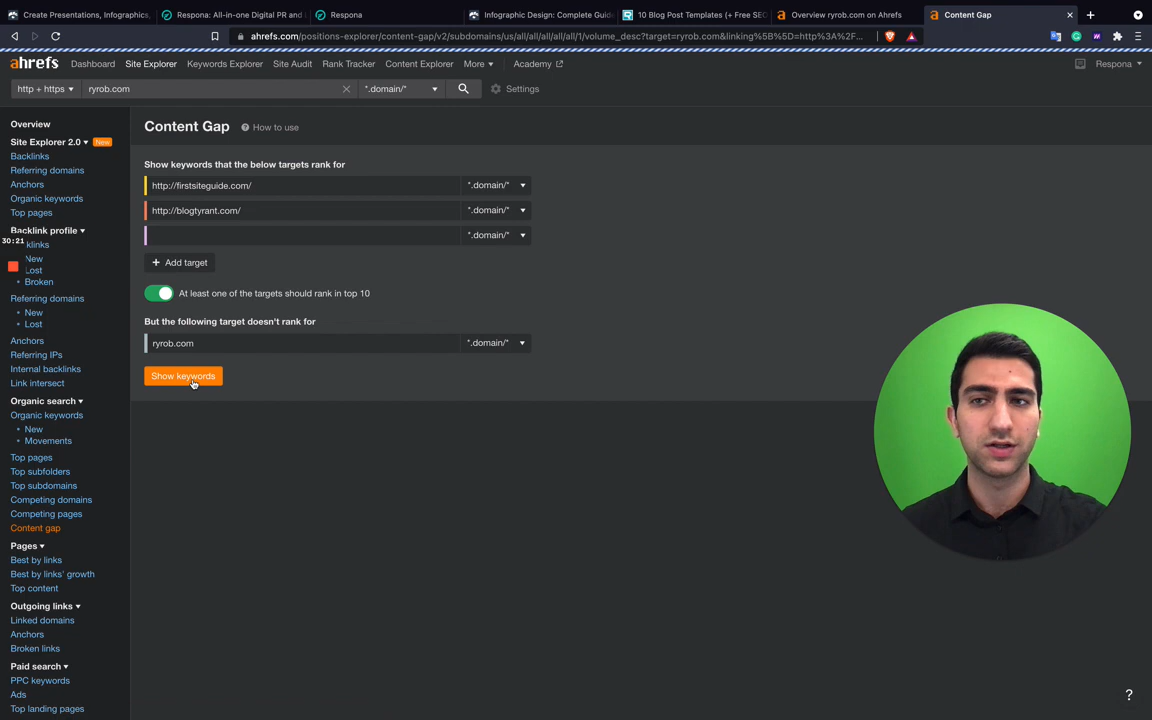 Create Presentations, Infographics,
Respona: All-in-one Digital PR and L
Respona
Infographic Design: Complete Guide
10 Blog Post Templates (+ Free SEO
Overview ryrob.com on Ahrefs
Content Gap
ahrefs.com/positions-explorer/content-gap/v2/subdomains/us/all/all/all/all/all/1/volume_desc?target=ryrob.com&linking%5B%5D=http%3A%2F...
ahrefs Dashboard Site Explorer Keywords Explorer Site Audit Rank Tracker Content Explorer More Academy Respona
http + https ryrob.com *.domain/* Settings
Overview
Site Explorer 2.0 New
Backlinks
Referring domains
Anchors
Organic keywords
Top pages
Backlink profile
30:21
klinks
New
Lost
Broken
Referring domains
New
Lost
Anchors
Referring IPs
Internal backlinks
Link intersect
Organic search
Organic keywords
New
Movements
Top pages
Top subfolders
Top subdomains
Competing domains
Competing pages
Content gap
Pages
Best by links
Best by links' growth
Top content
Outgoing links
Linked domains
Anchors
Broken links
Paid search
PPC keywords
Ads
Top landing pages
Content Gap ? How to use
Show keywords that the below targets rank for
http://firstsiteguide.com/ *.domain/*
http://blogtyrant.com/ *.domain/*
*.domain/*
+ Add target
At least one of the targets should rank in top 10
But the following target doesn't rank for
ryrob.com *.domain/*
Show keywords
?